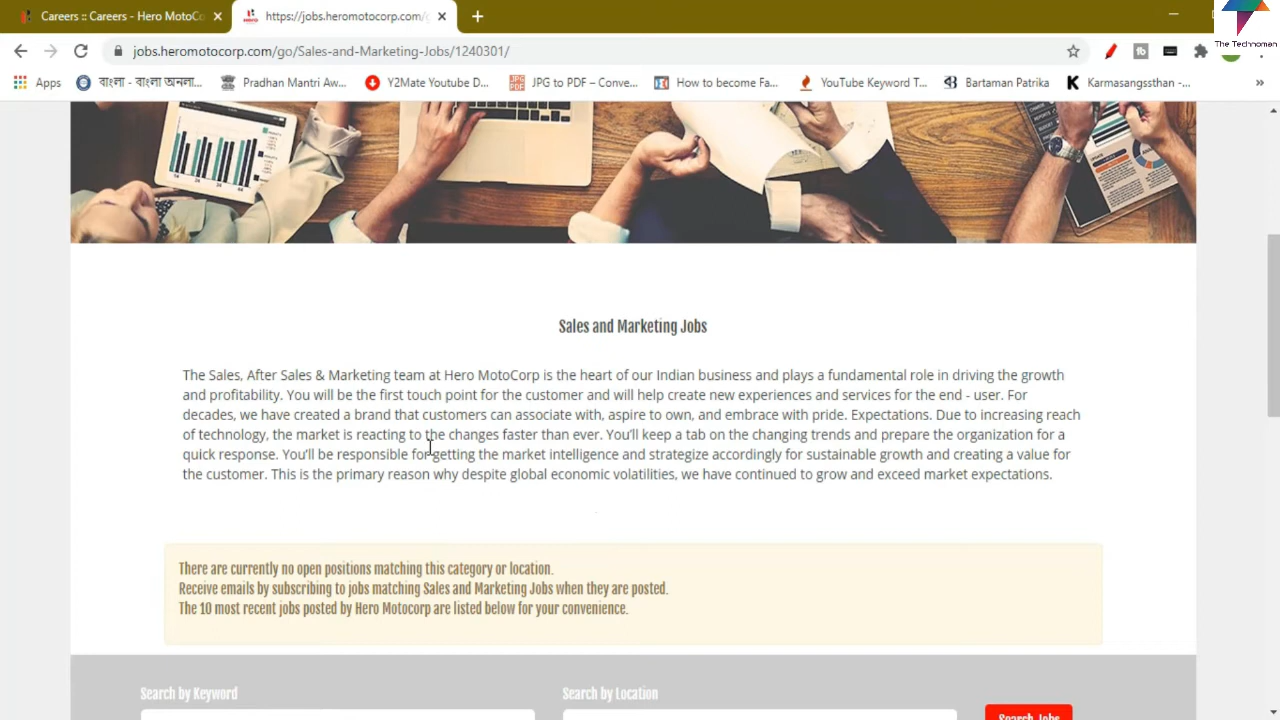 Careers :: Careers - Hero MotoCo
https://jobs.heromotocorp.com/g
The Technoman
jobs.heromotocorp.com/go/Sales-and-Marketing-Jobs/1240301/
Apps
বাংলা - বাংলা অনলা...
Pradhan Mantri Awa...
Y2Mate Youtube D...
JPG to PDF – Conve...
How to become Fa...
YouTube Keyword T...
Bartaman Patrika
Karmasangssthan -...
Sales and Marketing Jobs
The Sales, After Sales & Marketing team at Hero MotoCorp is the heart of our Indian business and plays a fundamental role in driving the growth
and profitability. You will be the first touch point for the customer and will help create new experiences and services for the end - user. For
decades, we have created a brand that customers can associate with, aspire to own, and embrace with pride. Expectations. Due to increasing reach
of technology, the market is reacting to the changes faster than ever. You’ll keep a tab on the changing trends and prepare the organization for a
quick response. You’ll be responsible for getting the market intelligence and strategize accordingly for sustainable growth and creating a value for
the customer. This is the primary reason why despite global economic volatilities, we have continued to grow and exceed market expectations.
There are currently no open positions matching this category or location.
Receive emails by subscribing to jobs matching Sales and Marketing Jobs when they are posted.
The 10 most recent jobs posted by Hero Motocorp are listed below for your convenience.
Search by Keyword
Search by Location
Search Jobs